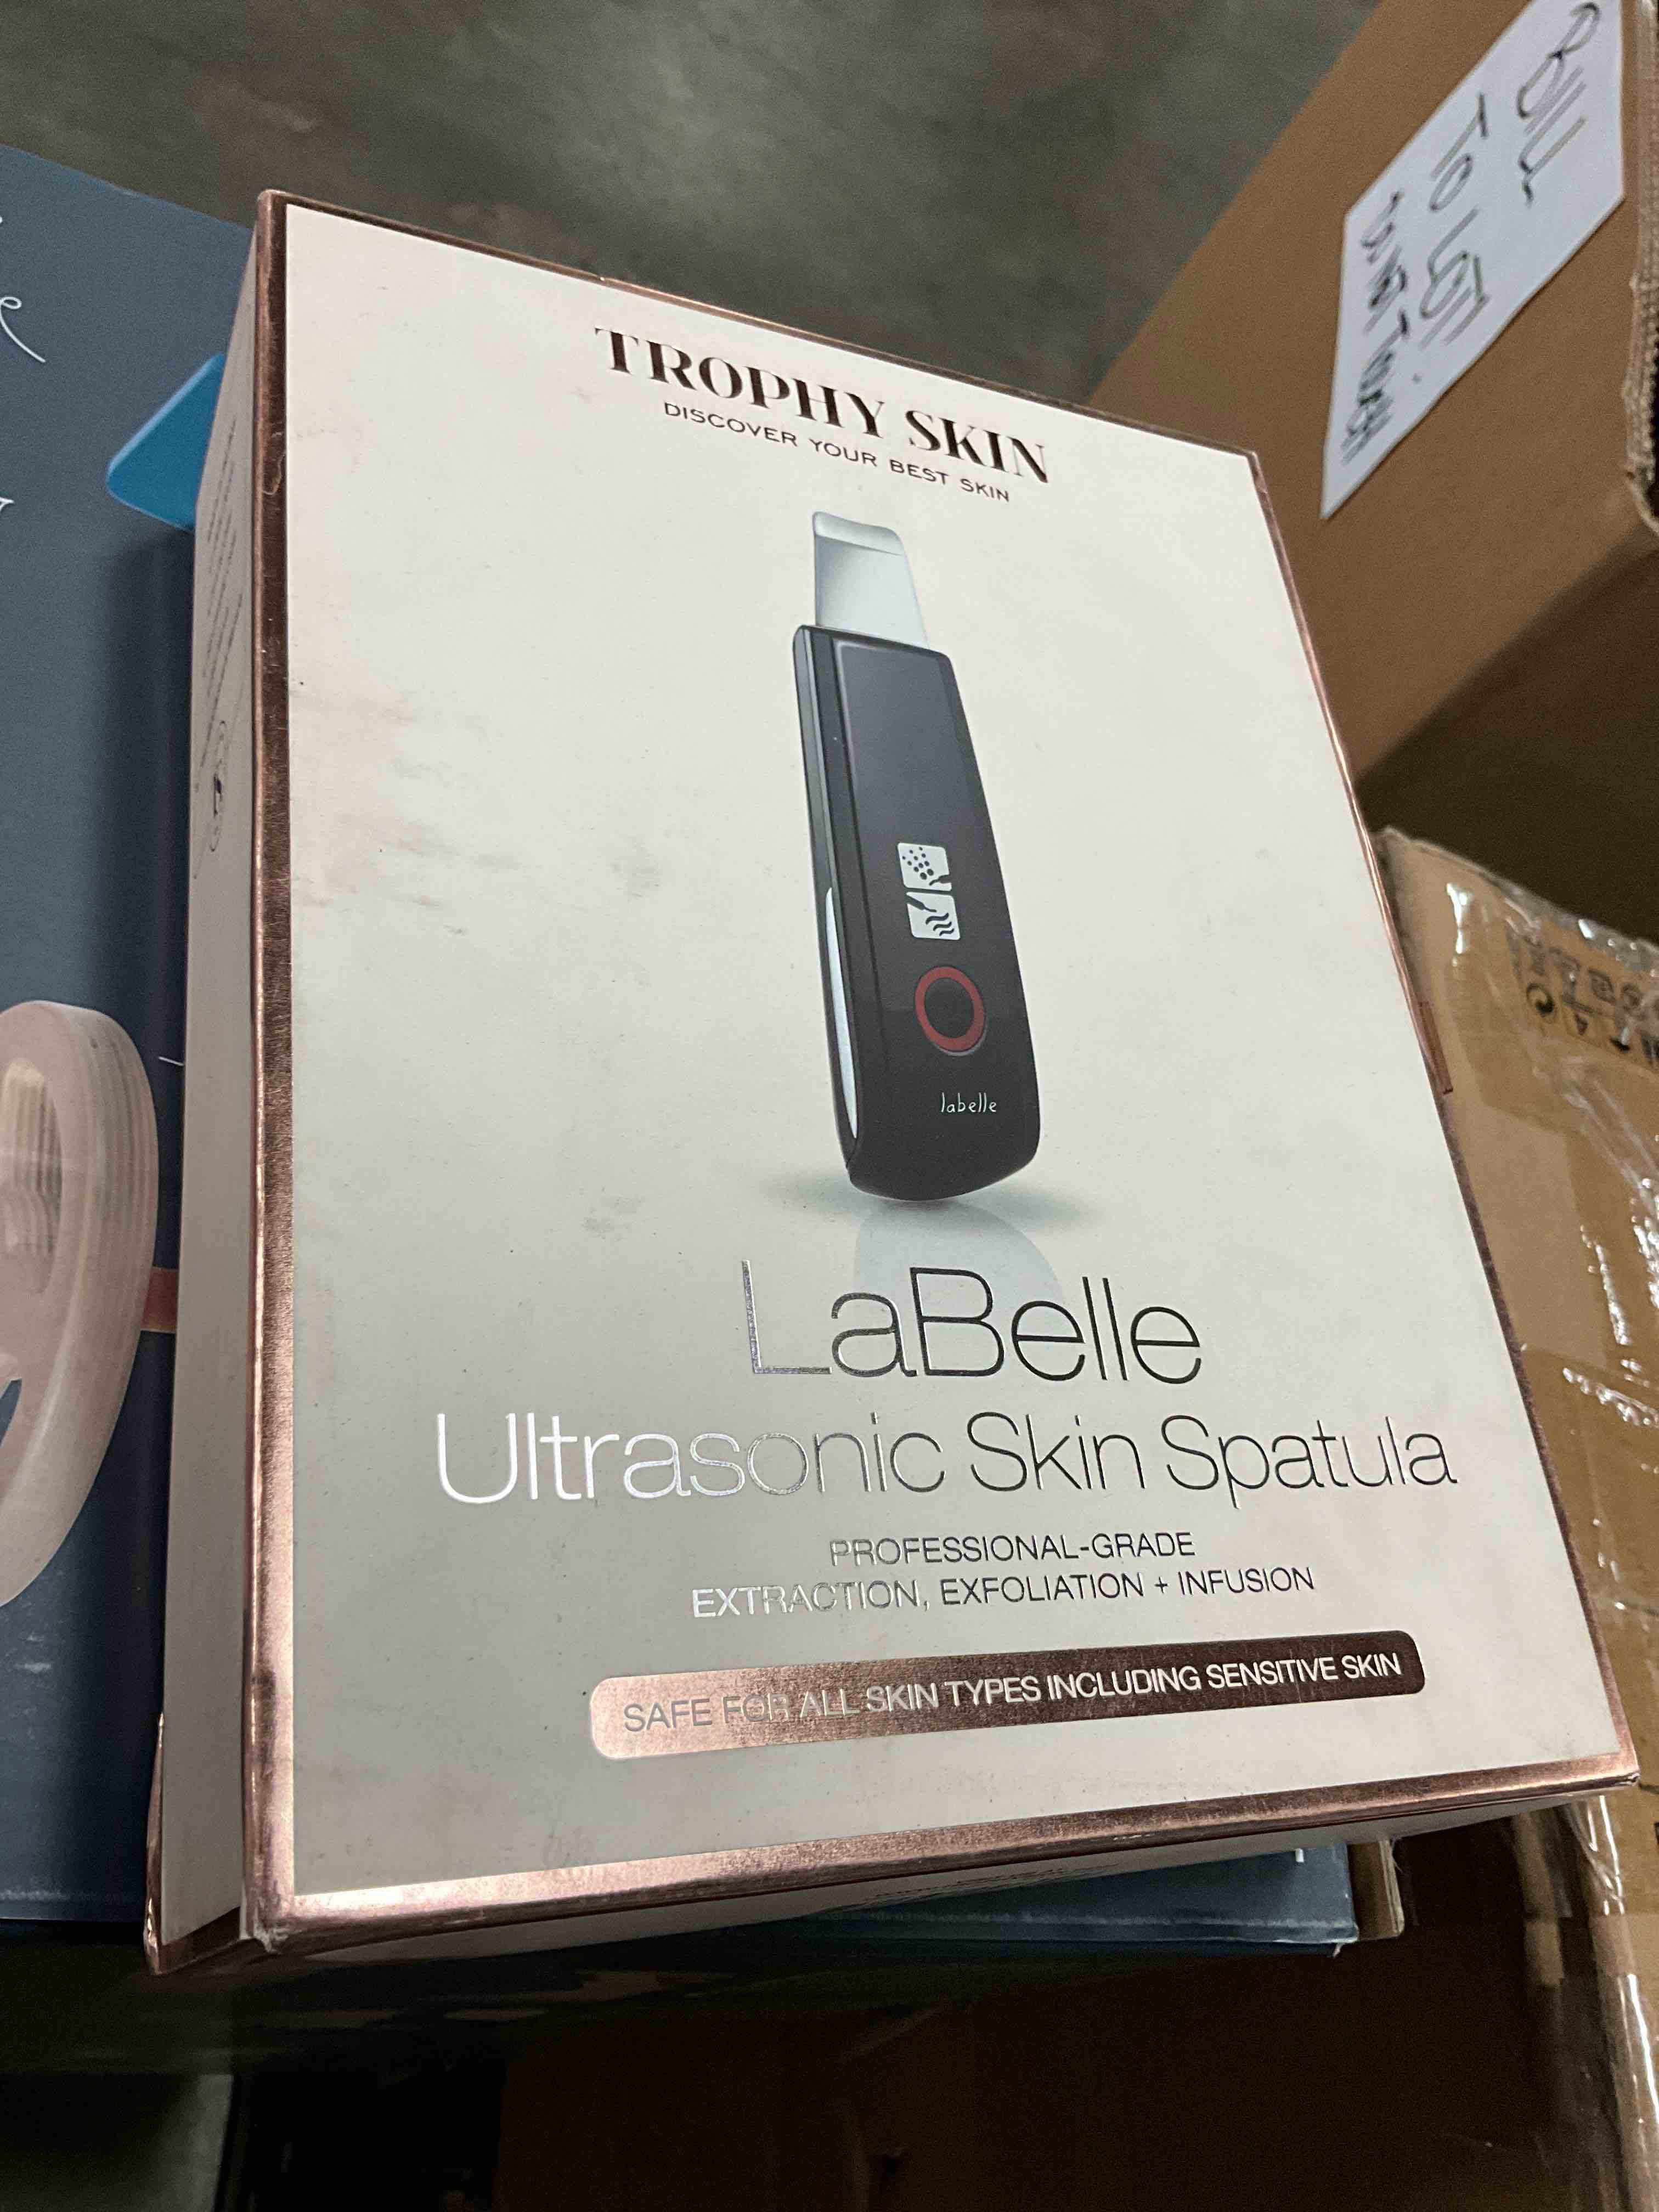 TROPHY SKIN
DISCOVER YOUR BEST SKIN
labelle
LaBelle
Ultrasonic Skin Spatula
PROFESSIONAL-GRADE
EXTRACTION, EXFOLIATION + INFUSION
SAFE FOR ALL SKIN TYPES INCLUDING SENSITIVE SKIN
TO